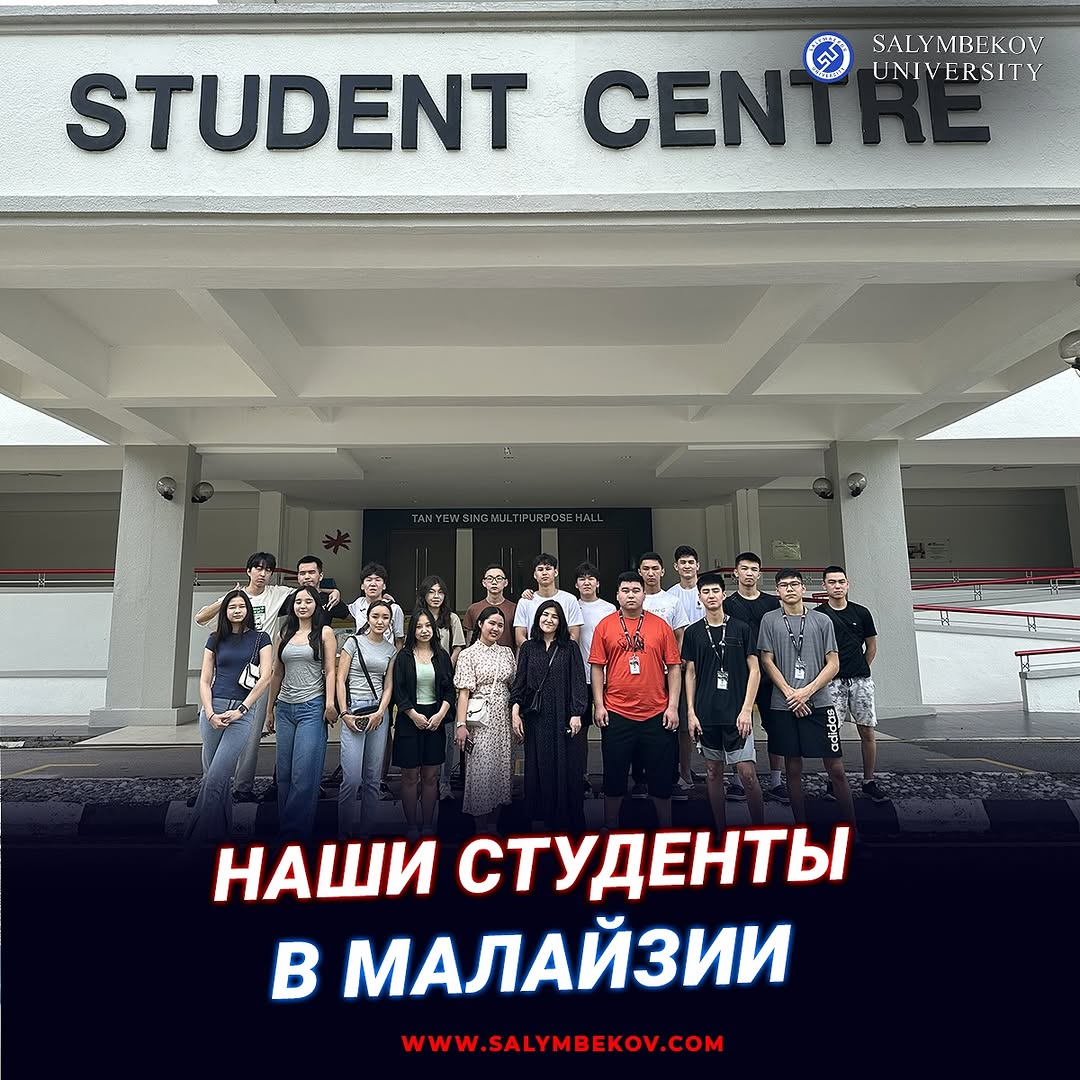 SALYMBEKOV
UNIVERSITY
STUDENT CENTRE
TAN YEW SING MULTIPURPOSE HALL
adidas
НАШИ СТУДЕНТЫ
В МАЛАЙЗИИ
WWW.SALYMBEKOV.COM